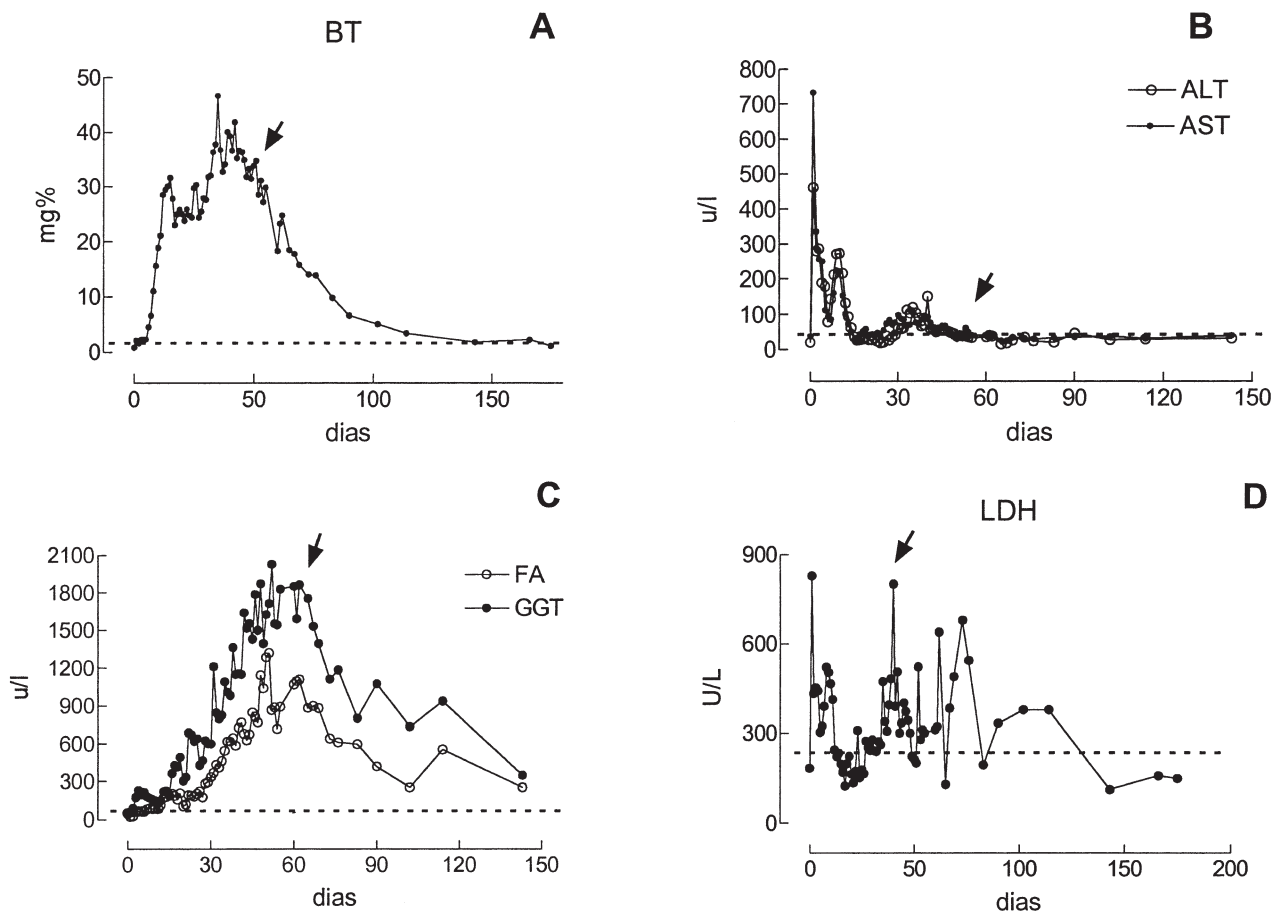 BT
A
50
40
30
20
10
0
mg%
0 50 100 150
dias
B
800
700
600
500
400
300
200
100
0
u/l
ALT
AST
0 30 60 90 120 150
dias
C
2100
1800
1500
1200
900
600
300
0
u/l
FA
GGT
0 30 60 90 120 150
dias
D
LDH
900
600
300
0
U/L
0 50 100 150 200
dias